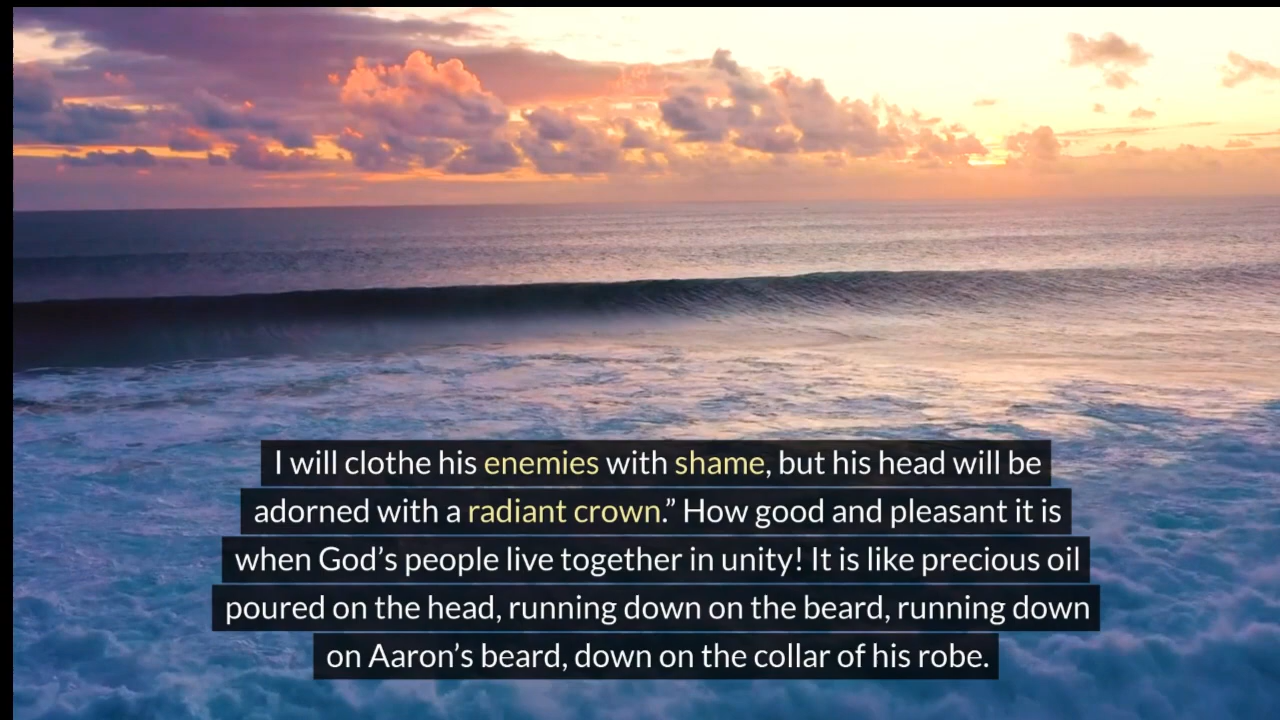 I will clothe his enemies with shame, but his head will be
adorned with a radiant crown.” How good and pleasant it is
when God’s people live together in unity! It is like precious oil
poured on the head, running down on the beard, running down
on Aaron’s beard, down on the collar of his robe.